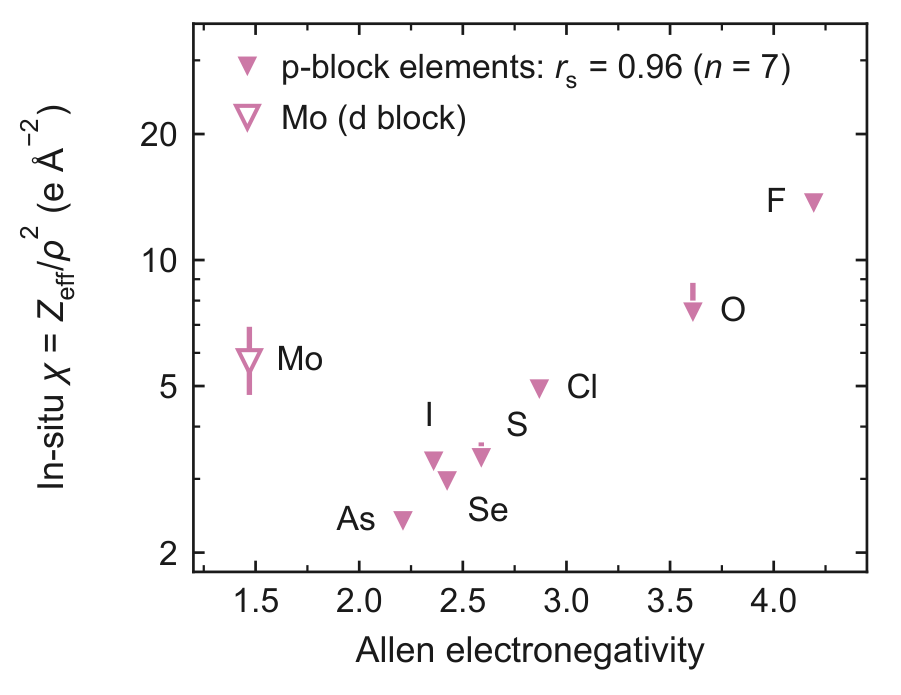 p-block elements: rs = 0.96 (n = 7)
Mo (d block)
In-situ χ = Zeff/ρ2 (e Å−2)
20
10
5
2
F
O
Mo
Cl
I
S
Se
As
1.5 2.0 2.5 3.0 3.5 4.0
Allen electronegativity